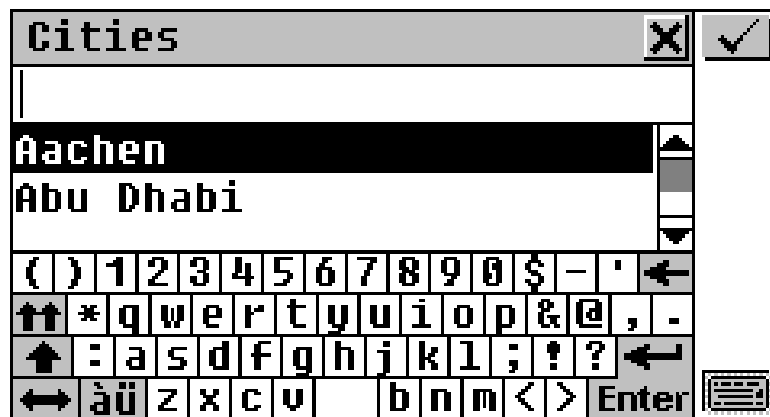 Cities
Aachen
Abu Dhabi
( ) 1 2 3 4 5 6 7 8 9 0 $ - '
* q w e r t y u i o p & @ , .
: a s d f g h j k l ; ! ?
àü z x c v b n m < > Enter